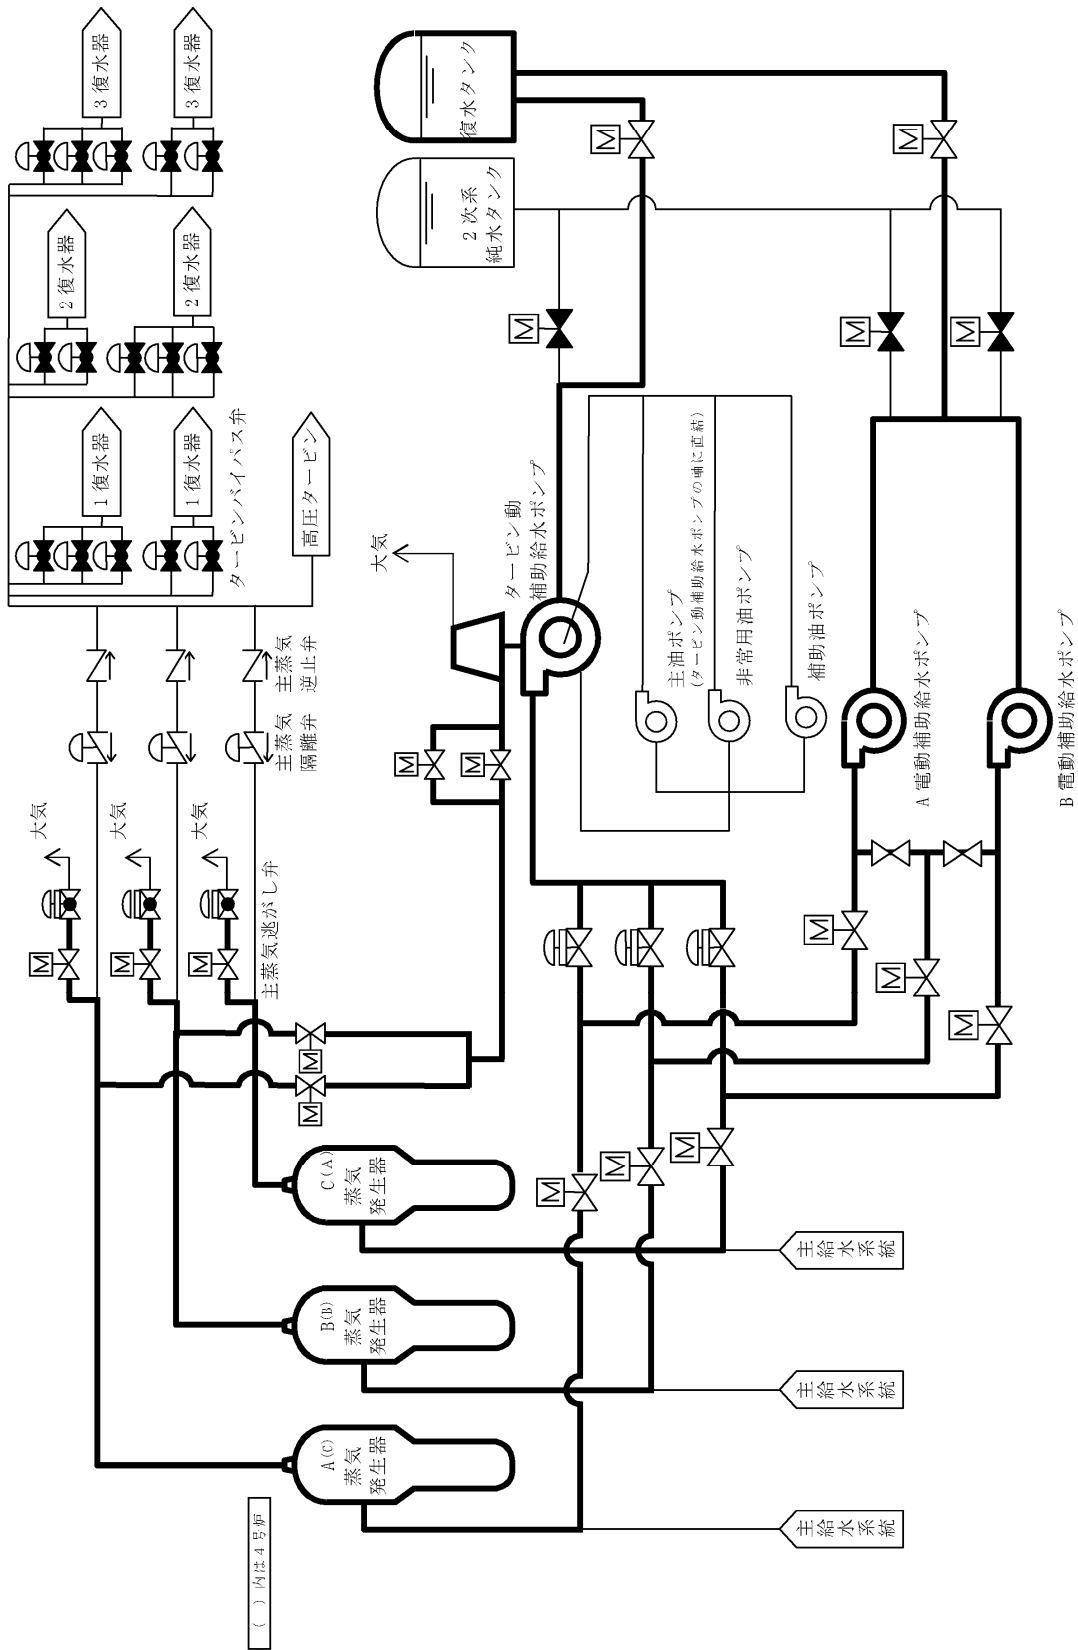 3復水器
3復水器
2復水器
2復水器
1復水器
1復水器
タービンバイパス弁
高圧タービン
主蒸気
逆止弁
主蒸気
隔離弁
大気
大気
大気
主蒸気逃がし弁
M
M
M
M
M
復水タンク
2次系
純水タンク
M
M
M
M
M
大気
タービン動
補助給水ポンプ
M
M
主油ポンプ
(タービン動補助給水ポンプの軸に直結)
非常用油ポンプ
補助油ポンプ
A電動補助給水ポンプ
B電動補助給水ポンプ
M
M
M
M
M
M
C(A)
蒸気
発生器
B(B)
蒸気
発生器
A(C)
蒸気
発生器
主給水系統
主給水系統
主給水系統
( )内は4号炉